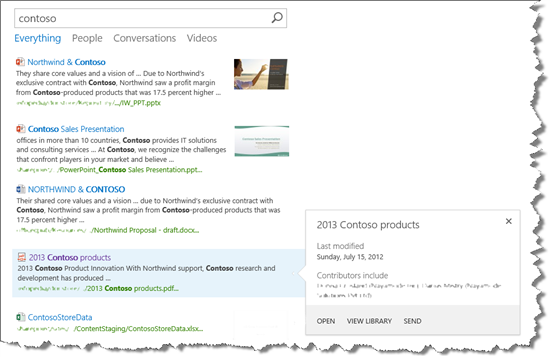 contoso
Everything People Conversations Videos
Northwind & Contoso
They share core values and a vision of ... Due to Northwind's
exclusive contract with Contoso, Northwind saw a profit margin
from Contoso-produced products that was 17.5 percent higher ...
/IW_PPT.pptx
Contoso Sales Presentation
offices in more than 10 countries, Contoso provides IT solutions
and consulting services ... At Contoso, we recognize the challenges
that confront players in your market and believe ...
/PowerPoint_Contoso Sales Presentation.ppt...
NORTHWIND & CONTOSO
Their shared core values and a vision ... due to Northwind's exclusive contract with
Contoso, Northwind saw a profit margin from Contoso-produced products that was
17.5 percent higher ...
/Northwind Proposal - draft.docx...
2013 Contoso products
2013 Contoso Product Innovation With Northwind support, Contoso research and
development has produced ...
/2013 Contoso products.pdf...
ContosoStoreData
/ContentStaging/ContosoStoreData.xlsx...
2013 Contoso products
Last modified
Sunday, July 15, 2012
Contributors include
OPEN VIEW LIBRARY SEND